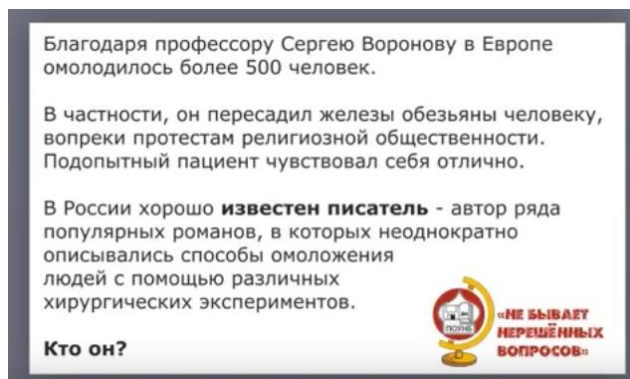 Благодаря профессору Сергею Воронову в Европе
омолодилось более 500 человек.
В частности, он пересадил железы обезьяны человеку,
вопреки протестам религиозной общественности.
Подопытный пациент чувствовал себя отлично.
В России хорошо известен писатель - автор ряда
популярных романов, в которых неоднократно
описывались способы омоложения
людей с помощью различных
хирургических экспериментов.
Кто он?
ПОУНБ
«НЕ БЫВАЕТ
НЕРЕШЁННЫХ
ВОПРОСОВ»